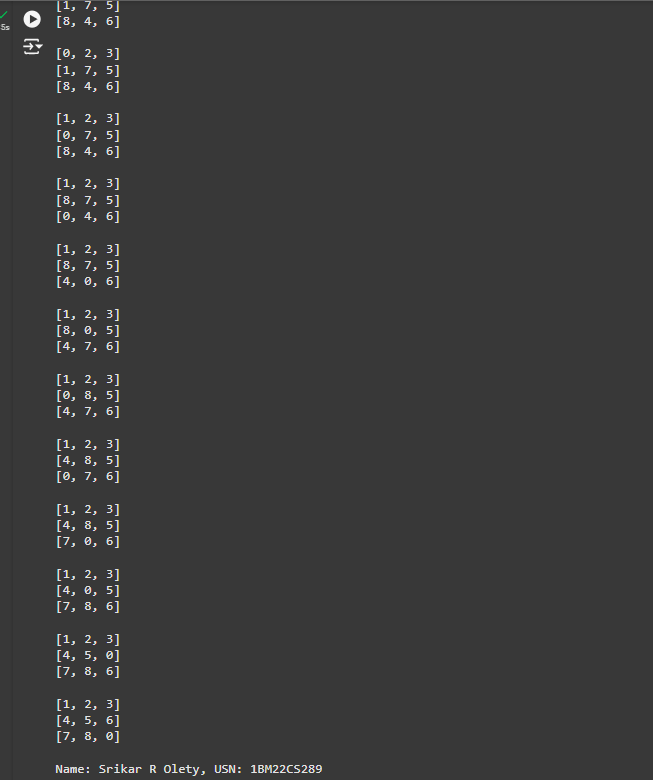 [1, 7, 5]
[8, 4, 6]
5s
[0, 2, 3]
[1, 7, 5]
[8, 4, 6]
[1, 2, 3]
[0, 7, 5]
[8, 4, 6]
[1, 2, 3]
[8, 7, 5]
[0, 4, 6]
[1, 2, 3]
[8, 7, 5]
[4, 0, 6]
[1, 2, 3]
[8, 0, 5]
[4, 7, 6]
[1, 2, 3]
[0, 8, 5]
[4, 7, 6]
[1, 2, 3]
[4, 8, 5]
[0, 7, 6]
[1, 2, 3]
[4, 8, 5]
[7, 0, 6]
[1, 2, 3]
[4, 0, 5]
[7, 8, 6]
[1, 2, 3]
[4, 5, 0]
[7, 8, 6]
[1, 2, 3]
[4, 5, 6]
[7, 8, 0]
Name: Srikar R Olety, USN: 1BM22CS289